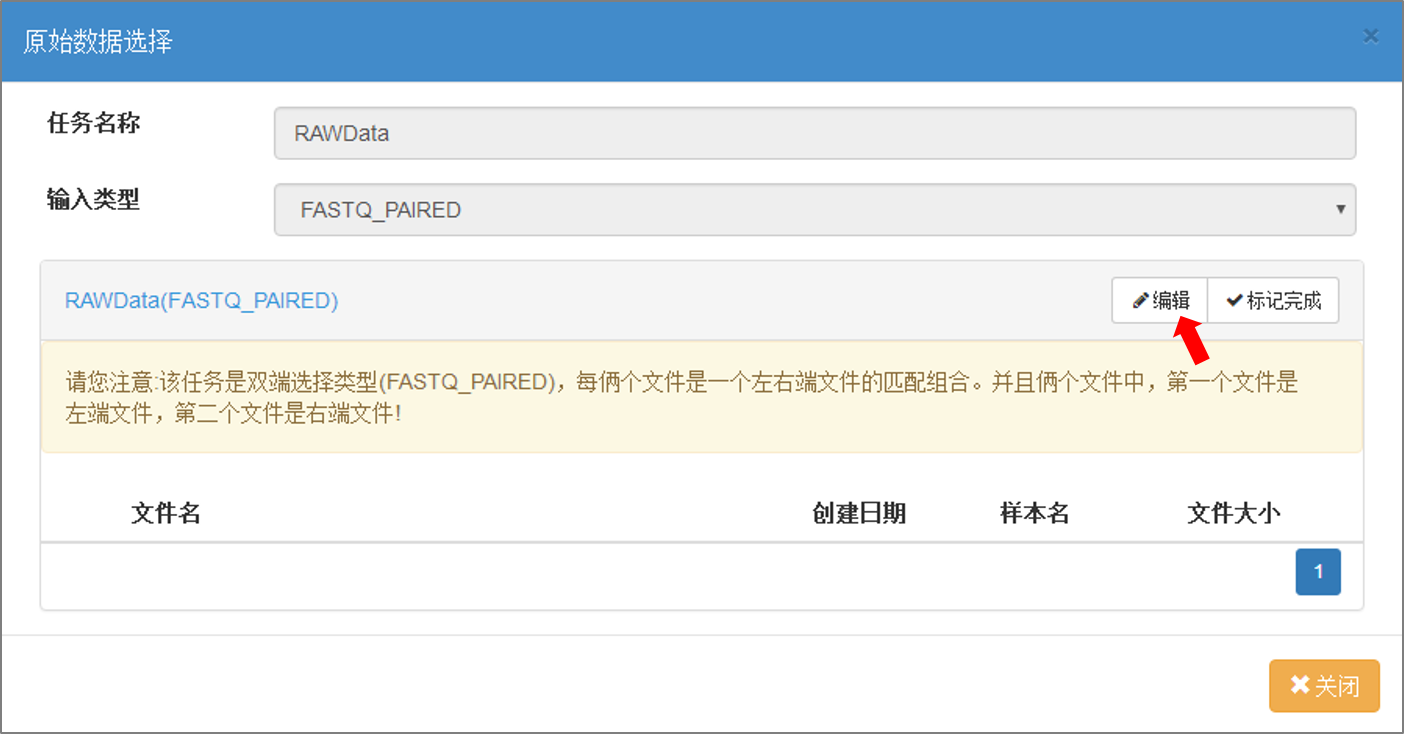 原始数据选择
×
任务名称
RAWData
输入类型
FASTQ_PAIRED
RAWData(FASTQ_PAIRED)
编辑
标记完成
请您注意:该任务是双端选择类型(FASTQ_PAIRED)，每俩个文件是一个左右端文件的匹配组合。并且俩个文件中，第一个文件是
左端文件，第二个文件是右端文件!
文件名 创建日期 样本名 文件大小
1
关闭